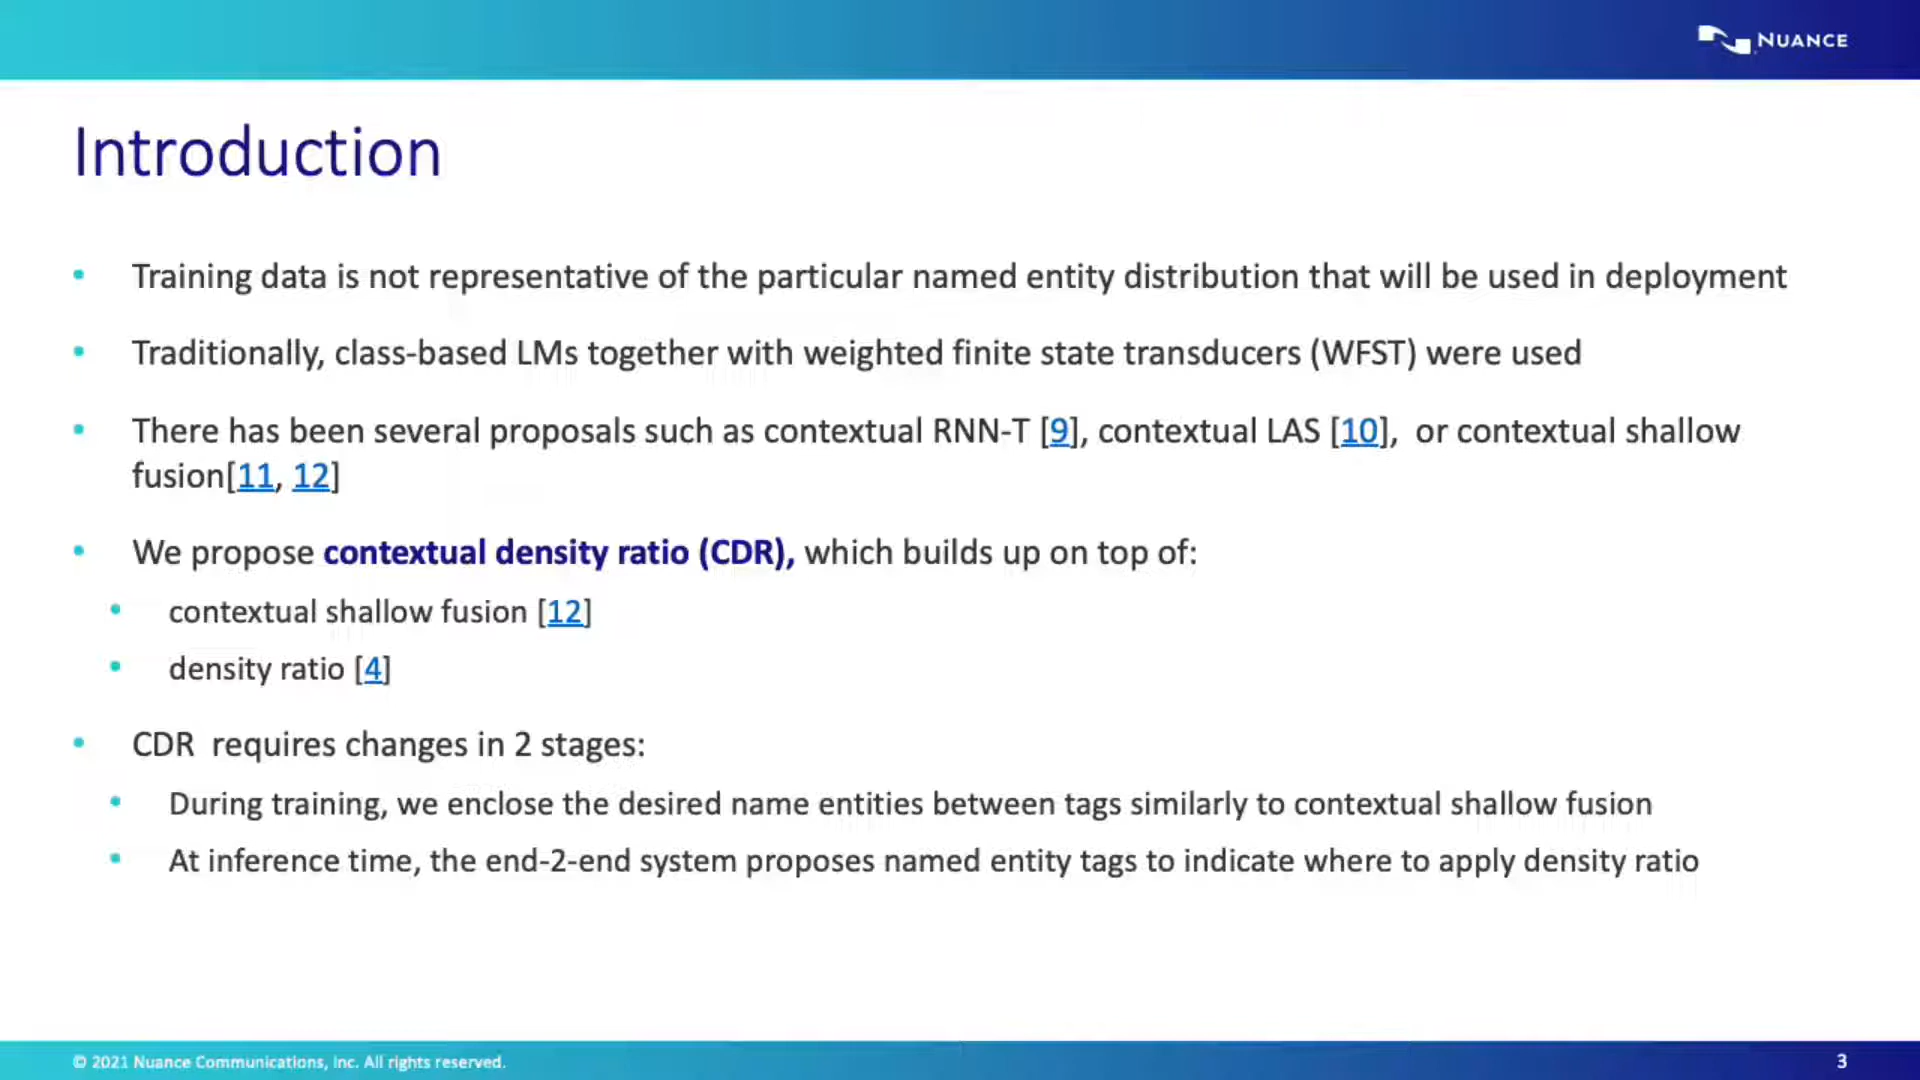 NUANCE
Introduction
• Training data is not representative of the particular named entity distribution that will be used in deployment
• Traditionally, class-based LMs together with weighted finite state transducers (WFST) were used
• There has been several proposals such as contextual RNN-T [9], contextual LAS [10],  or contextual shallow
fusion[11, 12]
• We propose contextual density ratio (CDR), which builds up on top of:
• contextual shallow fusion [12]
• density ratio [4]
• CDR  requires changes in 2 stages:
• During training, we enclose the desired name entities between tags similarly to contextual shallow fusion
• At inference time, the end-2-end system proposes named entity tags to indicate where to apply density ratio
© 2021 Nuance Communications, Inc. All rights reserved.
3